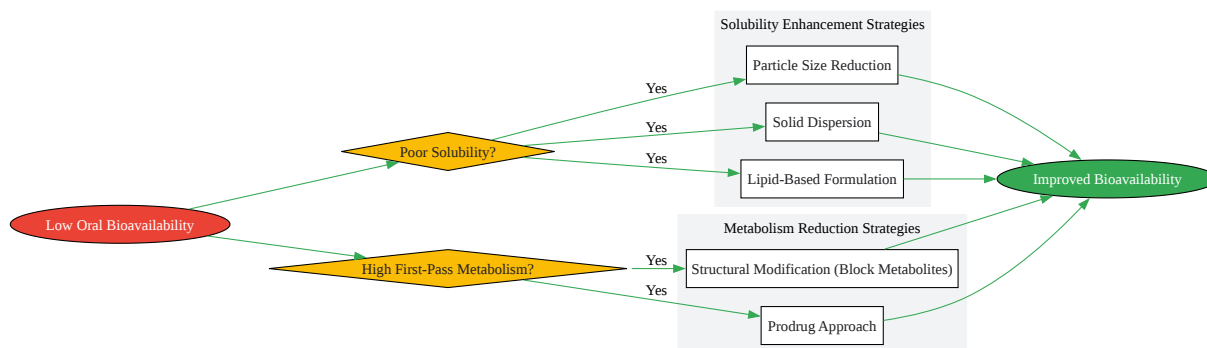 Low Oral Bioavailability
Poor Solubility?
High First-Pass Metabolism?
Yes
Yes
Yes
Yes
Yes
Solubility Enhancement Strategies
Particle Size Reduction
Solid Dispersion
Lipid-Based Formulation
Metabolism Reduction Strategies
Structural Modification (Block Metabolites)
Prodrug Approach
Improved Bioavailability